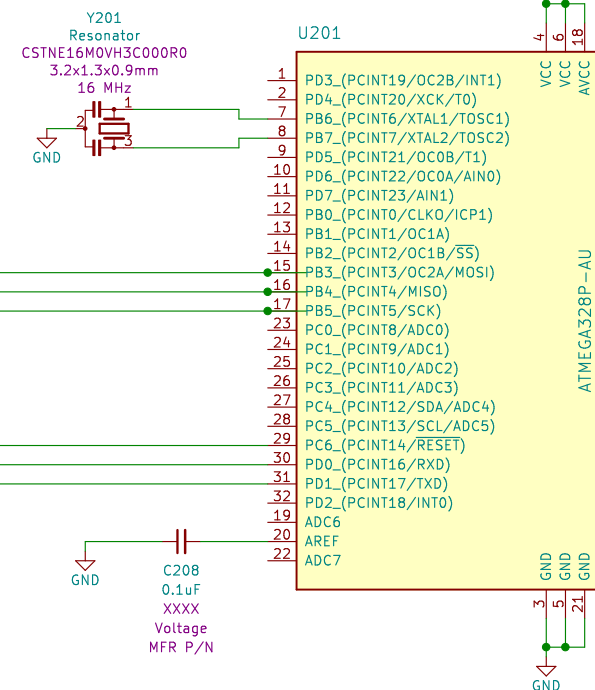 Y201
Resonator
CSTNE16M0VH3C000R0
3.2x1.3x0.9mm
16 MHz
1
2
3
GND
U201
4
6
18
VCC
VCC
AVCC
1 PD3_(PCINT19/OC2B/INT1)
2 PD4_(PCINT20/XCK/T0)
7 PB6_(PCINT6/XTAL1/TOSC1)
8 PB7_(PCINT7/XTAL2/TOSC2)
9 PD5_(PCINT21/OC0B/T1)
10 PD6_(PCINT22/OC0A/AIN0)
11 PD7_(PCINT23/AIN1)
12 PB0_(PCINT0/CLKO/ICP1)
13 PB1_(PCINT1/OC1A)
14 PB2_(PCINT2/OC1B/SS)
15 PB3_(PCINT3/OC2A/MOSI)
16 PB4_(PCINT4/MISO)
17 PB5_(PCINT5/SCK)
23 PC0_(PCINT8/ADC0)
24 PC1_(PCINT9/ADC1)
25 PC2_(PCINT10/ADC2)
26 PC3_(PCINT11/ADC3)
27 PC4_(PCINT12/SDA/ADC4)
28 PC5_(PCINT13/SCL/ADC5)
29 PC6_(PCINT14/RESET)
30 PD0_(PCINT16/RXD)
31 PD1_(PCINT17/TXD)
32 PD2_(PCINT18/INT0)
19 ADC6
20 AREF
22 ADC7
ATMEGA328P-AU
GND
GND
GND
3
5
21
GND
GND
C208
0.1uF
XXXX
Voltage
MFR P/N